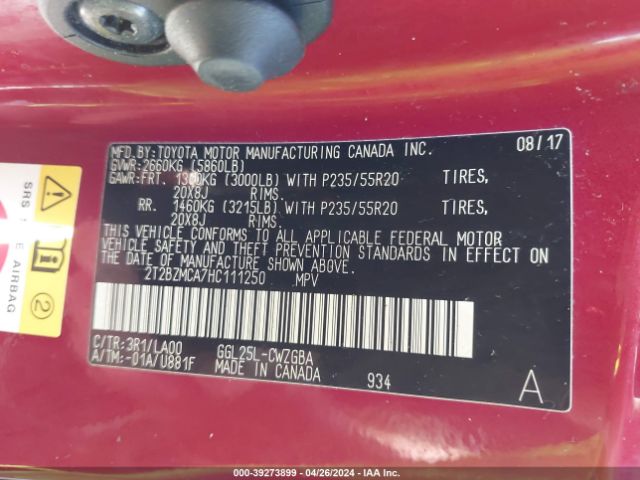 MFD.BY:TOYOTA MOTOR MANUFACTURING CANADA INC. 08/17
GVWR:2660KG (5860LB)
GAWR:FRT. 1360KG (3000LB) WITH P235/55R20 TIRES,
20X8J RIMS.
RR. 1460KG (3215LB) WITH P235/55R20 TIRES,
20X8J RIMS.
THIS VEHICLE CONFORMS TO ALL APPLICABLE FEDERAL MOTOR
VEHICLE SAFETY AND THEFT PREVENTION STANDARDS IN EFFECT ON
THE DATE OF MANUFACTURE SHOWN ABOVE.
2T2BZMCA7HC111250 MPV
C/TR:3R1/LA00 GGL25L-CWZGBA
A/TM:-01A/U881F MADE IN CANADA 934 A
SRS
AIRBAG
2
000-39273899 - 04/26/2024 - IAA Inc.